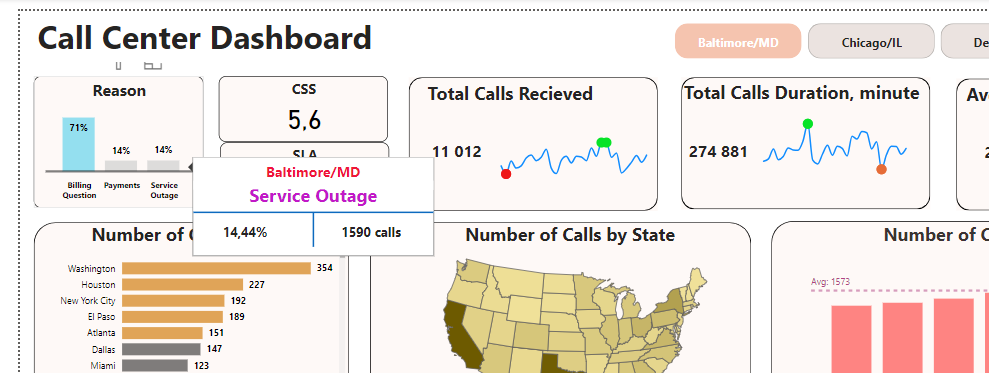 Call Center Dashboard
Baltimore/MD
Chicago/IL
De
Reason
71%
14%
14%
Billing
Question
Payments
Service
Outage
CSS
5,6
SLA
Total Calls Recieved
11 012
Total Calls Duration, minute
274 881
Av
2
Baltimore/MD
Service Outage
14,44%
1590 calls
Number of C
Washington
354
Houston
227
New York City
192
El Paso
189
Atlanta
151
Dallas
147
Miami
123
Number of Calls by State
Number of C
Avg: 1573